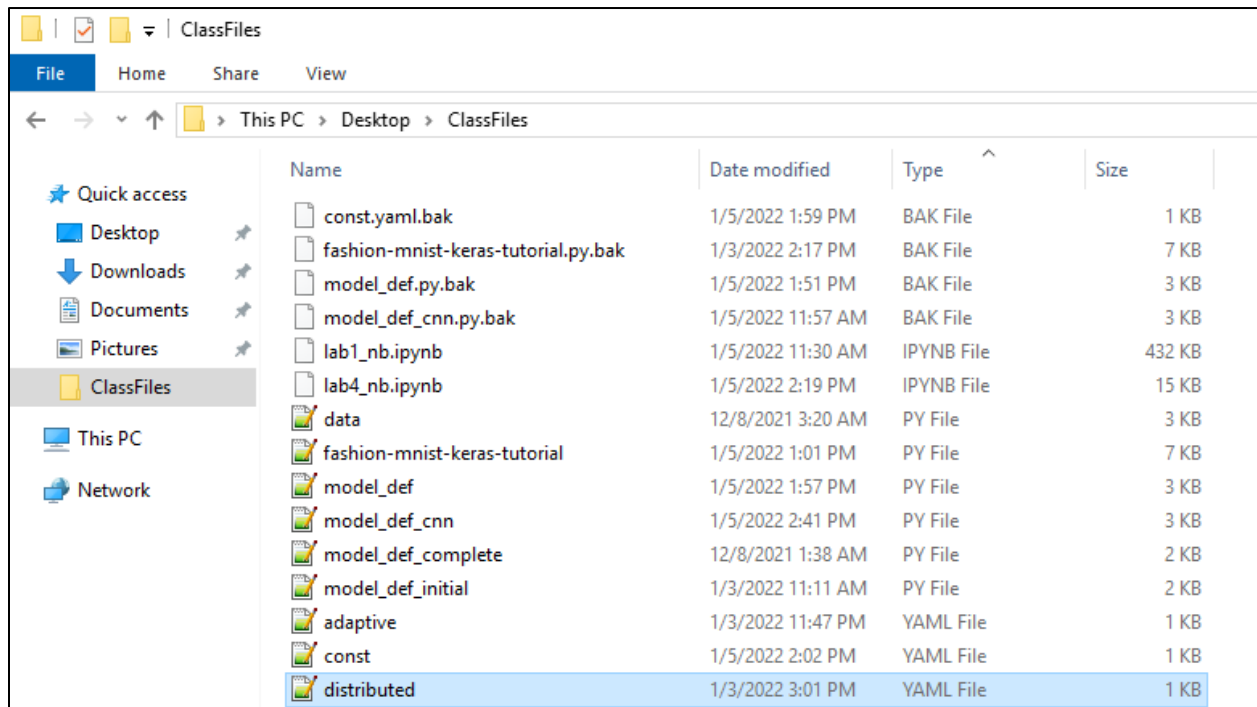 ClassFiles
File Home Share View
This PC > Desktop > ClassFiles
Quick access
Desktop
Downloads
Documents
Pictures
ClassFiles
This PC
Network
Name Date modified Type Size
const.yaml.bak 1/5/2022 1:59 PM BAK File 1 KB
fashion-mnist-keras-tutorial.py.bak 1/3/2022 2:17 PM BAK File 7 KB
model_def.py.bak 1/5/2022 1:51 PM BAK File 3 KB
model_def_cnn.py.bak 1/5/2022 11:57 AM BAK File 3 KB
lab1_nb.ipynb 1/5/2022 11:30 AM IPYNB File 432 KB
lab4_nb.ipynb 1/5/2022 2:19 PM IPYNB File 15 KB
data 12/8/2021 3:20 AM PY File 3 KB
fashion-mnist-keras-tutorial 1/5/2022 1:01 PM PY File 7 KB
model_def 1/5/2022 1:57 PM PY File 3 KB
model_def_cnn 1/5/2022 2:41 PM PY File 3 KB
model_def_complete 12/8/2021 1:38 AM PY File 2 KB
model_def_initial 1/3/2022 11:11 AM PY File 2 KB
adaptive 1/3/2022 11:47 PM YAML File 1 KB
const 1/5/2022 2:02 PM YAML File 1 KB
distributed 1/3/2022 3:01 PM YAML File 1 KB